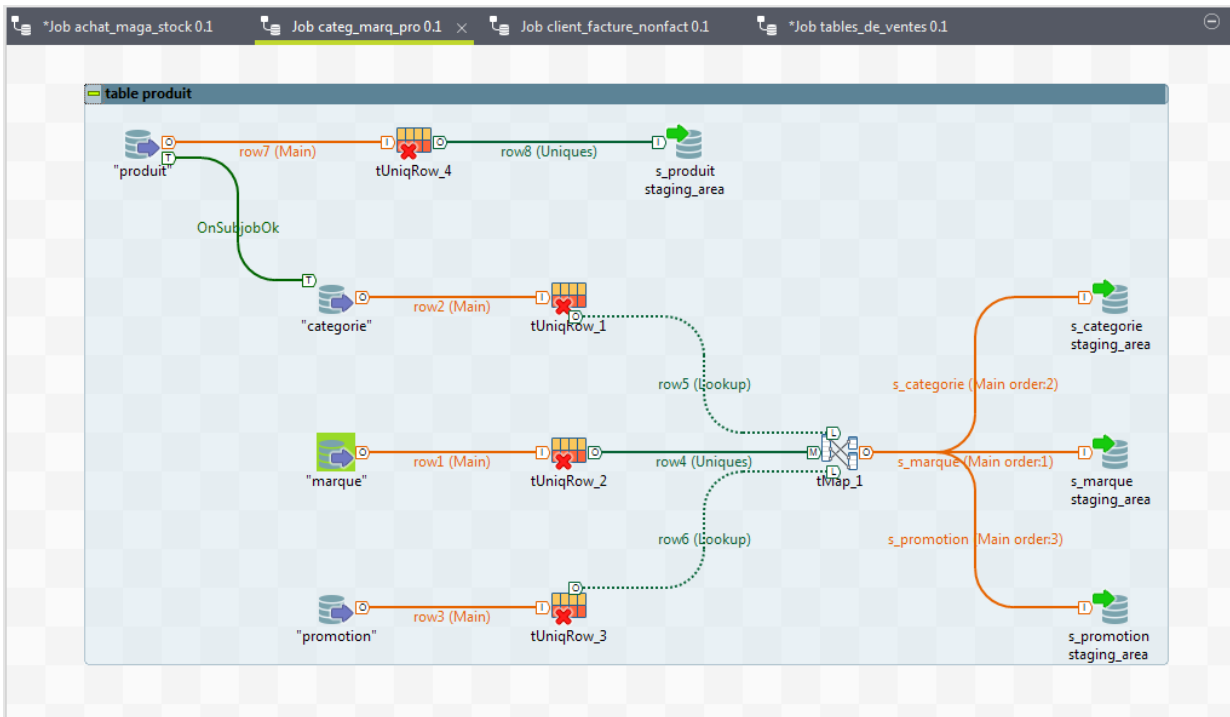 *Job achat_maga_stock 0.1
Job categ_marq_pro 0.1
Job client_facture_nonfact 0.1
*Job tables_de_ventes 0.1
table produit
O
row7 (Main)
I
O
row8 (Uniques)
I
T
"produit"
tUniqRow_4
s_produit
staging_area
OnSubjobOk
T
O
row2 (Main)
I
O
"categorie"
tUniqRow_1
I
s_categorie
staging_area
row5 (Lookup)
s_categorie (Main order:2)
L
O
row1 (Main)
I
O
row4 (Uniques)
M
O
s_marque (Main order:1)
I
L
"marque"
tUniqRow_2
tMap_1
s_marque
staging_area
row6 (Lookup)
s_promotion (Main order:3)
O
O
row3 (Main)
I
I
"promotion"
tUniqRow_3
s_promotion
staging_area